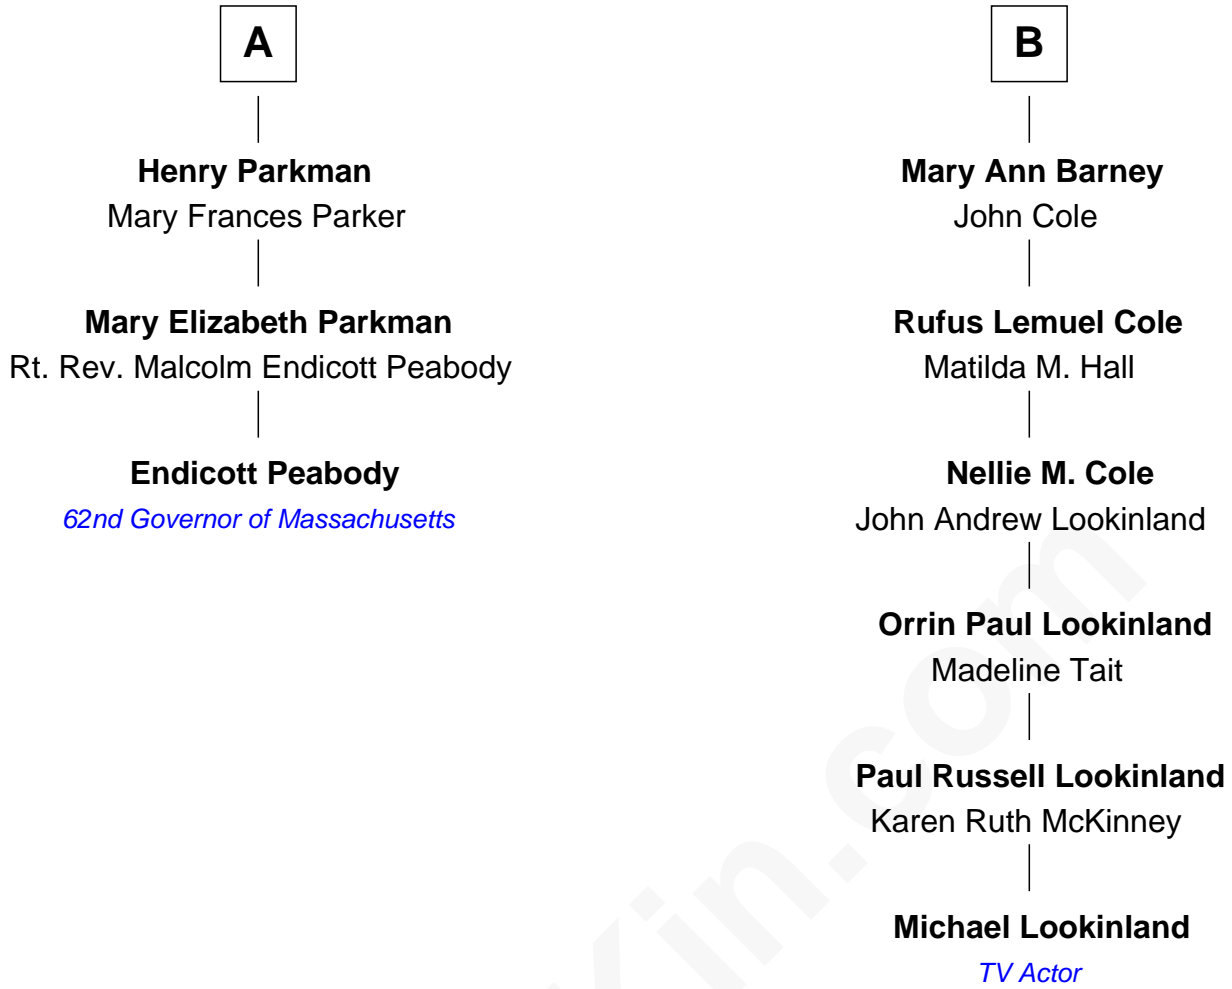 A
Henry Parkman
Mary Frances Parker
Mary Elizabeth Parkman
Rt. Rev. Malcolm Endicott Peabody
Endicott Peabody
62nd Governor of Massachusetts
B
Mary Ann Barney
John Cole
Rufus Lemuel Cole
Matilda M. Hall
Nellie M. Cole
John Andrew Lookinland
Orrin Paul Lookinland
Madeline Tait
Paul Russell Lookinland
Karen Ruth McKinney
Michael Lookinland
TV Actor
Kin.com